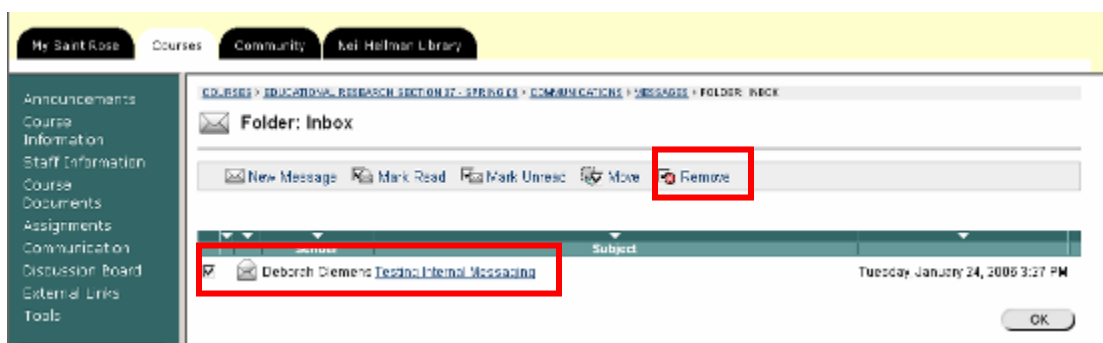 My Saint Rose Courses Community Neil Hellman Library
COURSES > EDUCATIONAL RESEARCH SECTION 27 - SPRING > COMMUNICATIONS > MESSAGES > FOLDER: INBOX
Folder: Inbox
New Message Mark Read Mark Unread Move Remove
Sender Subject
Deborah Clemens Testing Internal Messaging Tuesday January 24, 2006 3:27 PM
OK
Announcements
Course
Information
Staff Information
Course
Documents
Assignments
Communication
Discussion Board
External Links
Tools